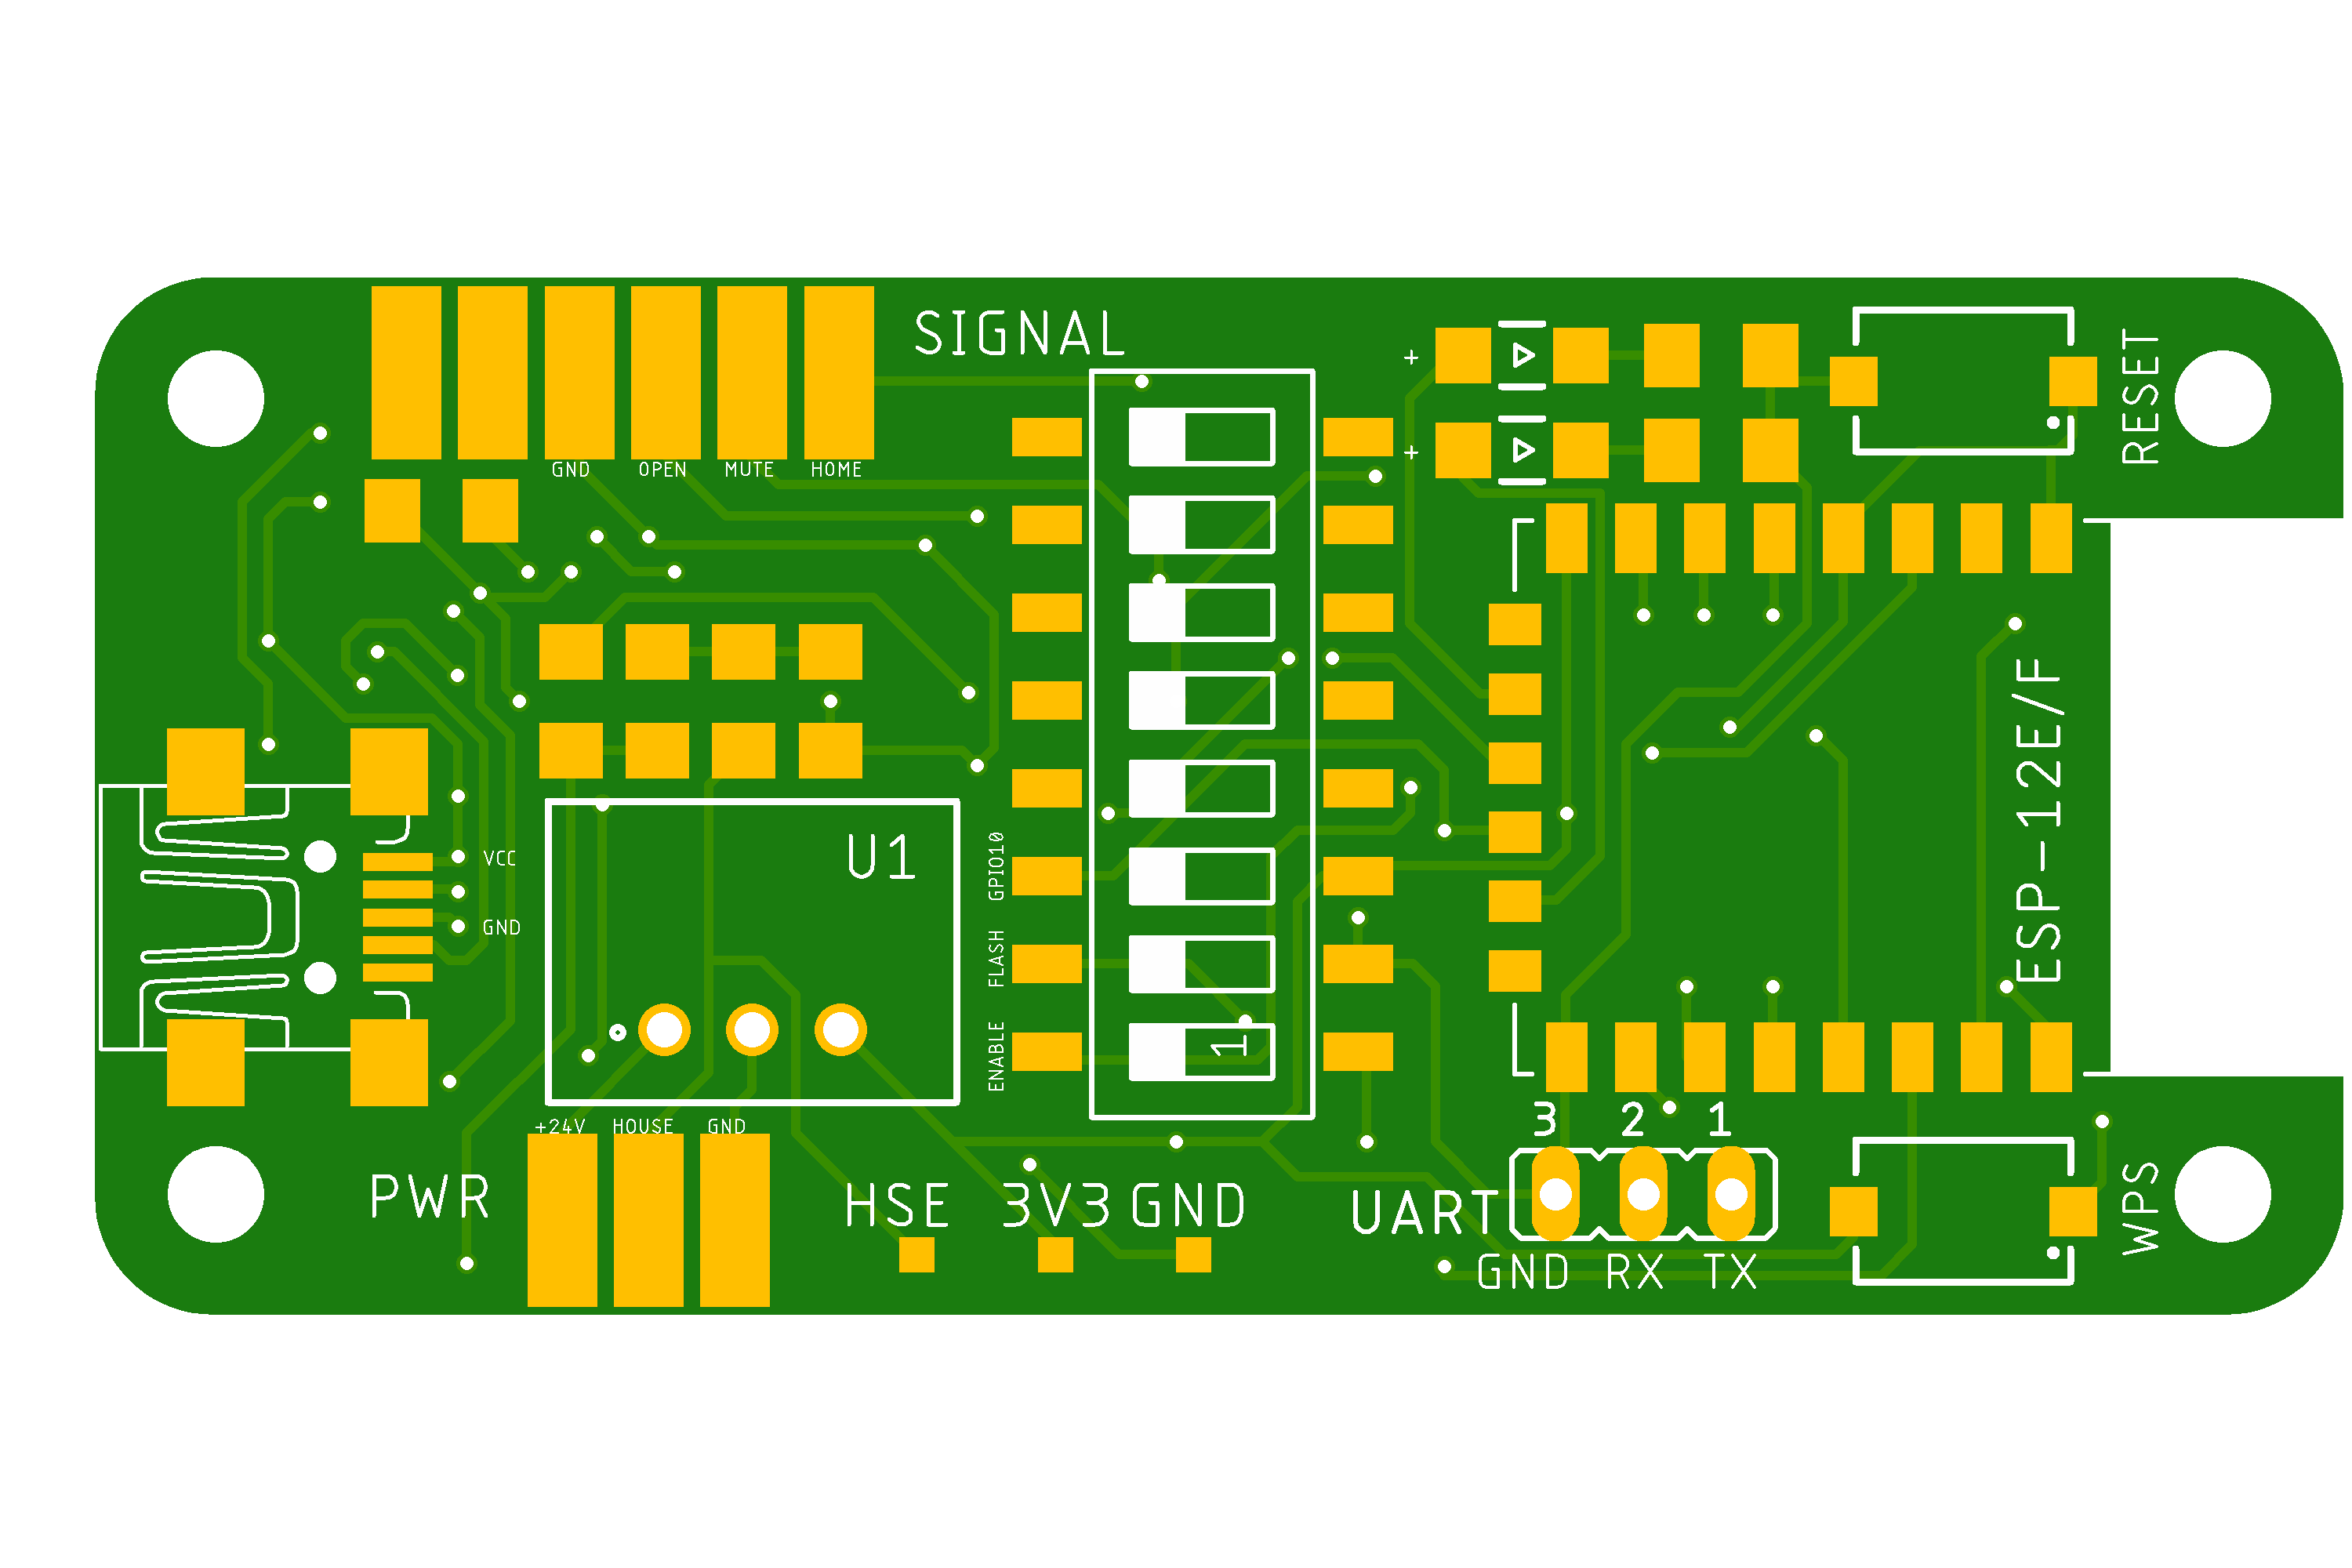 SIGNAL
RESET
+
+
GND OPEN MUTE HOME
ESP-12E/F
U1
VCC
GND
GPIO10
FLASH
ENABLE
1
3 2 1
+24V HOUSE GND
PWR
HSE 3V3 GND
UART
GND RX TX
WPS